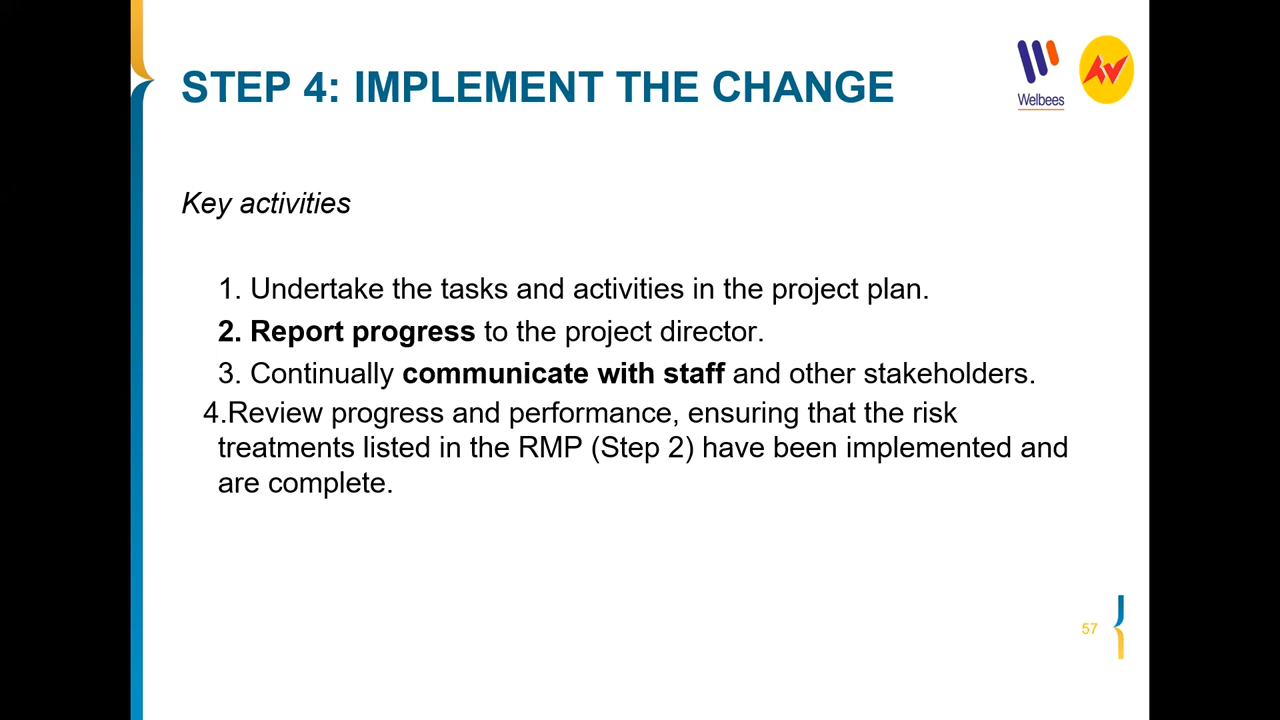 STEP 4: IMPLEMENT THE CHANGE
Welbees
Key activities
1. Undertake the tasks and activities in the project plan.
2. Report progress to the project director.
3. Continually communicate with staff and other stakeholders.
4.Review progress and performance, ensuring that the risk
treatments listed in the RMP (Step 2) have been implemented and
are complete.
57